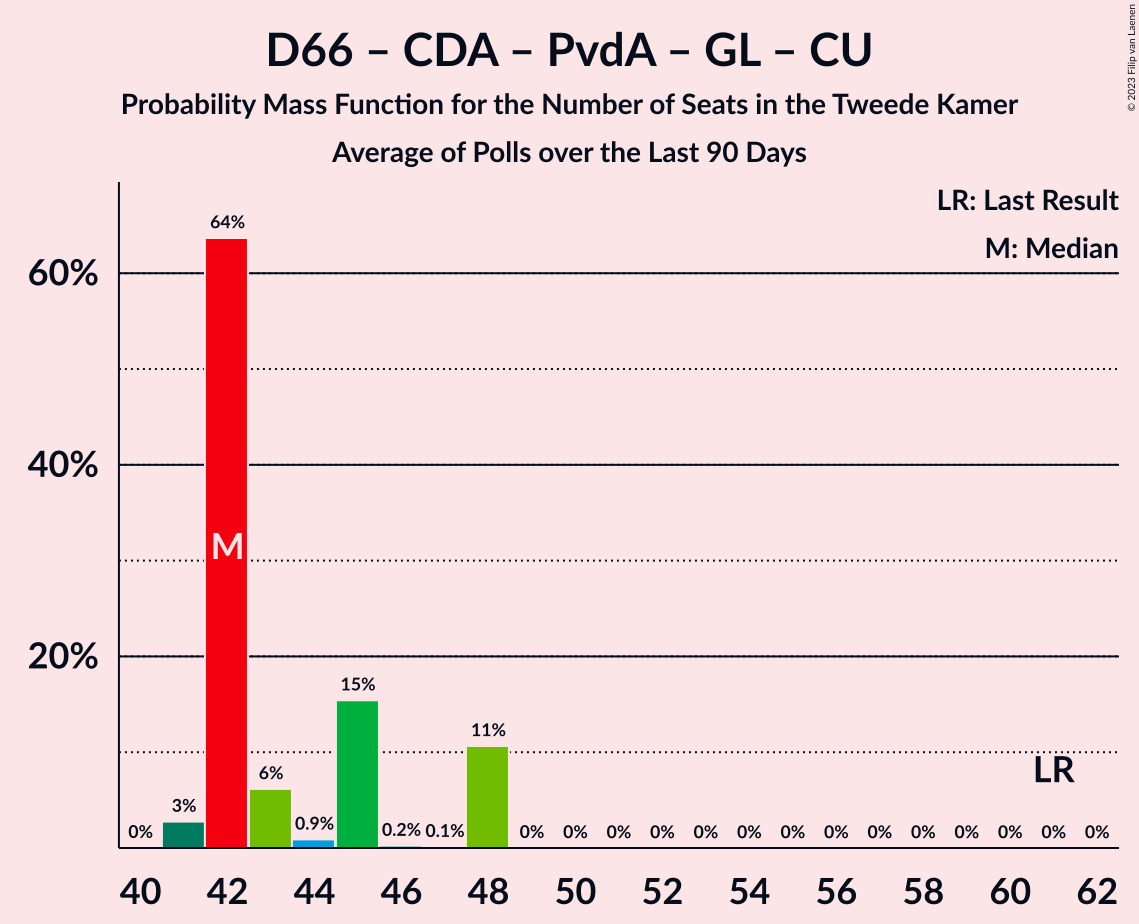 D66 – CDA – PvdA – GL – CU
Probability Mass Function for the Number of Seats in the Tweede Kamer
Average of Polls over the Last 90 Days
© 2023 Filip van Laenen
LR: Last Result
M: Median
60%
40%
20%
0% 3% 64% 6% 0.9% 15% 0.2% 0.1% 11% 0% 0% 0% 0% 0% 0% 0% 0% 0% 0% 0% 0% 0% 0%
M
LR
40 42 44 46 48 50 52 54 56 58 60 62